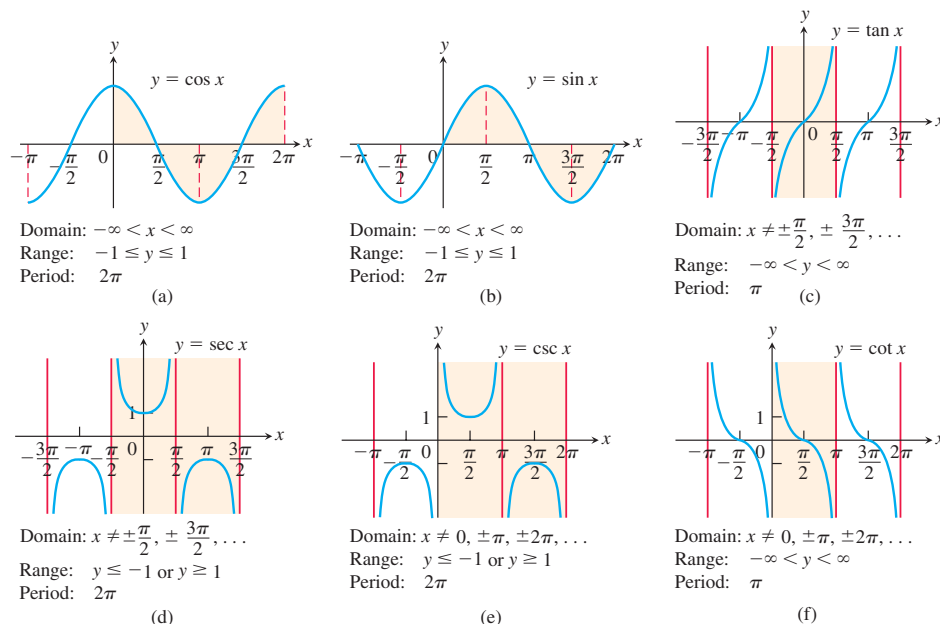 y
y = cos x
x
−π
−π/2
0
π/2
π
3π/2
2π
Domain: −∞ < x < ∞
Range: −1 ≤ y ≤ 1
Period: 2π
(a)
y
y = sin x
x
−π
−π/2
0
π/2
π
3π/2
2π
Domain: −∞ < x < ∞
Range: −1 ≤ y ≤ 1
Period: 2π
(b)
y
y = tan x
x
−3π/2
−π
−π/2
0
π/2
π
3π/2
Domain: x ≠ ±π/2, ± 3π/2, . . .
Range: −∞ < y < ∞
Period: π
(c)
y
y = sec x
1
x
−3π/2
−π
−π/2
0
π/2
π
3π/2
Domain: x ≠ ±π/2, ± 3π/2, . . .
Range: y ≤ −1 or y ≥ 1
Period: 2π
(d)
y
y = csc x
1
x
−π
−π/2
0
π/2
π
3π/2
2π
Domain: x ≠ 0, ±π, ±2π, . . .
Range: y ≤ −1 or y ≥ 1
Period: 2π
(e)
y
y = cot x
1
x
−π
−π/2
0
π/2
π
3π/2
2π
Domain: x ≠ 0, ±π, ±2π, . . .
Range: −∞ < y < ∞
Period: π
(f)